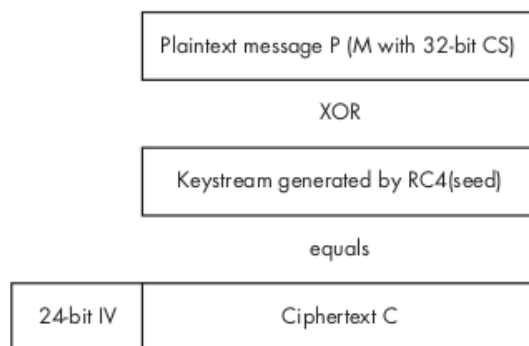 Plaintext message P (M with 32-bit CS)
XOR
Keystream generated by RC4(seed)
equals
24-bit IV
Ciphertext C